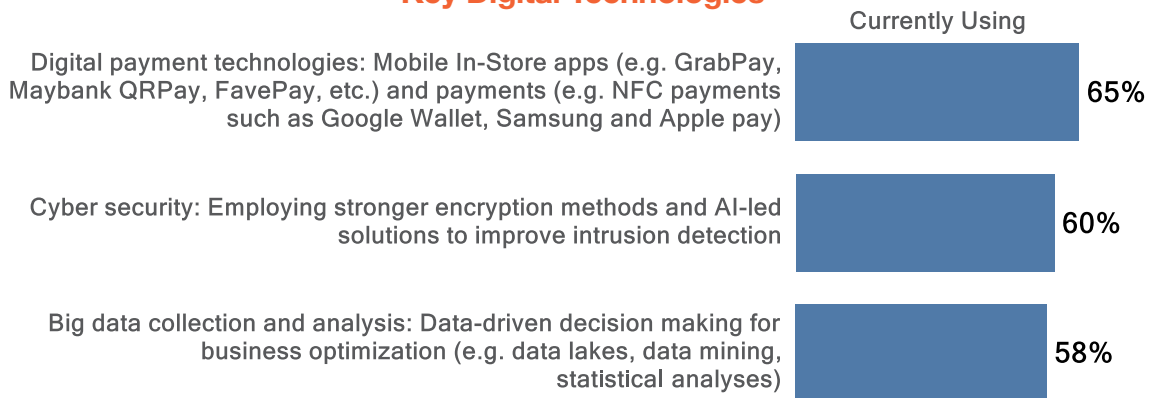 Key Digital Technologies
Currently Using
Digital payment technologies: Mobile In-Store apps (e.g. GrabPay,
Maybank QRPay, FavePay, etc.) and payments (e.g. NFC payments
such as Google Wallet, Samsung and Apple pay)
65%
Cyber security: Employing stronger encryption methods and AI-led
solutions to improve intrusion detection
60%
Big data collection and analysis: Data-driven decision making for
business optimization (e.g. data lakes, data mining,
statistical analyses)
58%